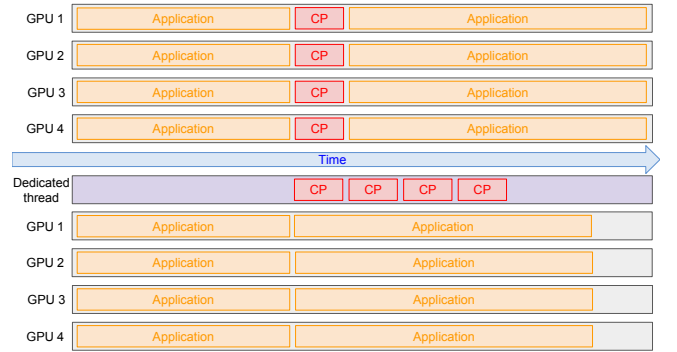 GPU 1 Application CP Application
GPU 2 Application CP Application
GPU 3 Application CP Application
GPU 4 Application CP Application
Time
Dedicated
thread
CP CP CP CP
GPU 1 Application Application
GPU 2 Application Application
GPU 3 Application Application
GPU 4 Application Application